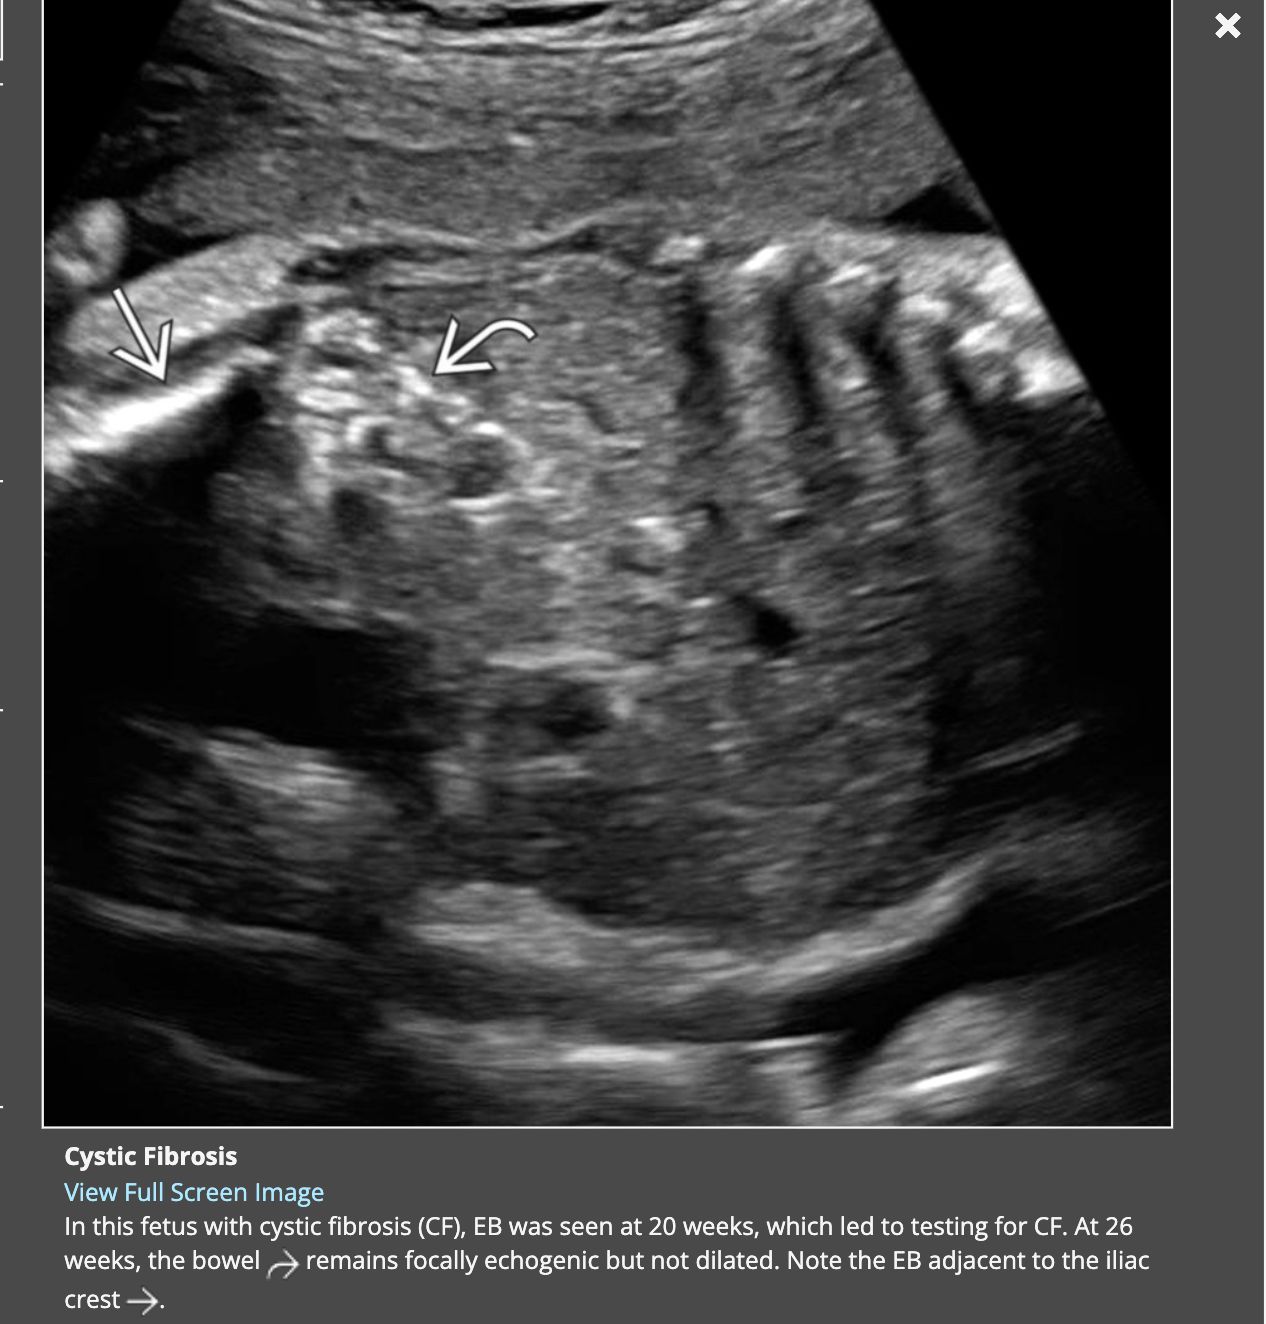 Cystic Fibrosis
View Full Screen Image
In this fetus with cystic fibrosis (CF), EB was seen at 20 weeks, which led to testing for CF. At 26
weeks, the bowel remains focally echogenic but not dilated. Note the EB adjacent to the iliac
crest .